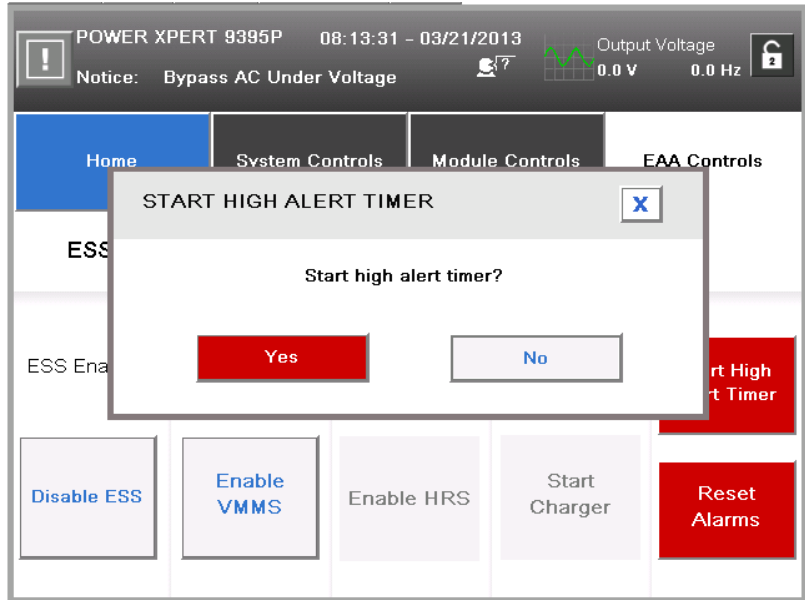 POWER XPERT 9395P 08:13:31 - 03/21/2013
Output Voltage
0.0 V 0.0 Hz
2
! Notice: Bypass AC Under Voltage
?
Home System Controls Module Controls EAA Controls
START HIGH ALERT TIMER X
ESS
Start high alert timer?
Yes No
ESS Ena
rt High
rt Timer
Disable ESS
Enable
VMMS
Enable HRS
Start
Charger
Reset
Alarms